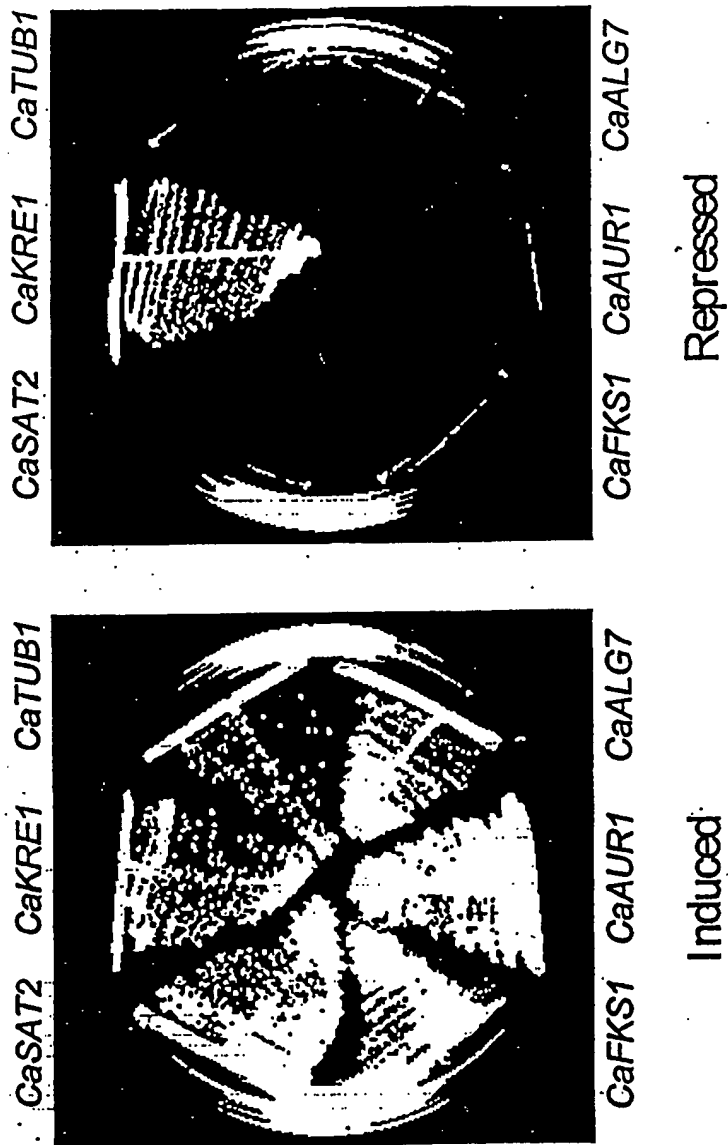 CaSAT2 CaKRE1 CaTUB1
CaFKS1 CaAUR1 CaALG7
Induced
CaSAT2 CaKRE1 CaTUB1
CaFKS1 CaAUR1 CaALG7
Repressed